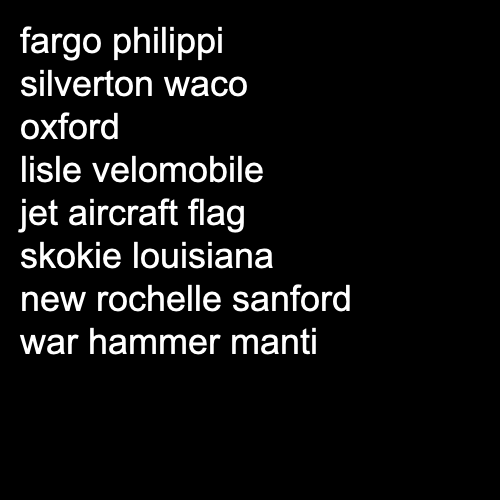 fargo philippi
silverton waco
oxford
lisle velomobile
jet aircraft flag
skokie louisiana
new rochelle sanford
war hammer manti